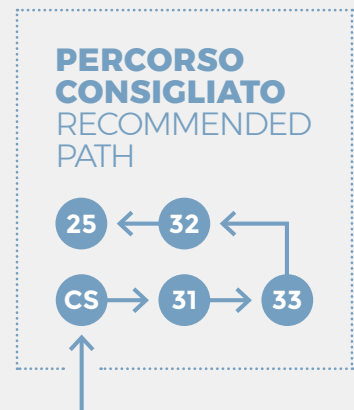 PERCORSO
CONSIGLIATO
RECOMMENDED
PATH
25 32
CS 31 33